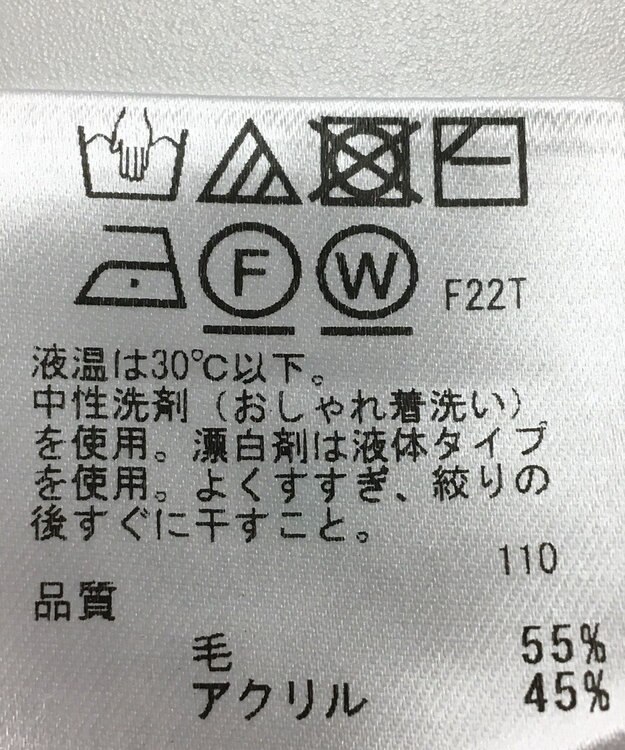 F
W
F22T
液温は30℃以下。
中性洗剤（おしゃれ着洗い）
を使用。漂白剤は液体タイプ
を使用。よくすすぎ、絞りの
後すぐに干すこと。
110
品質
毛 55%
アクリル 45%